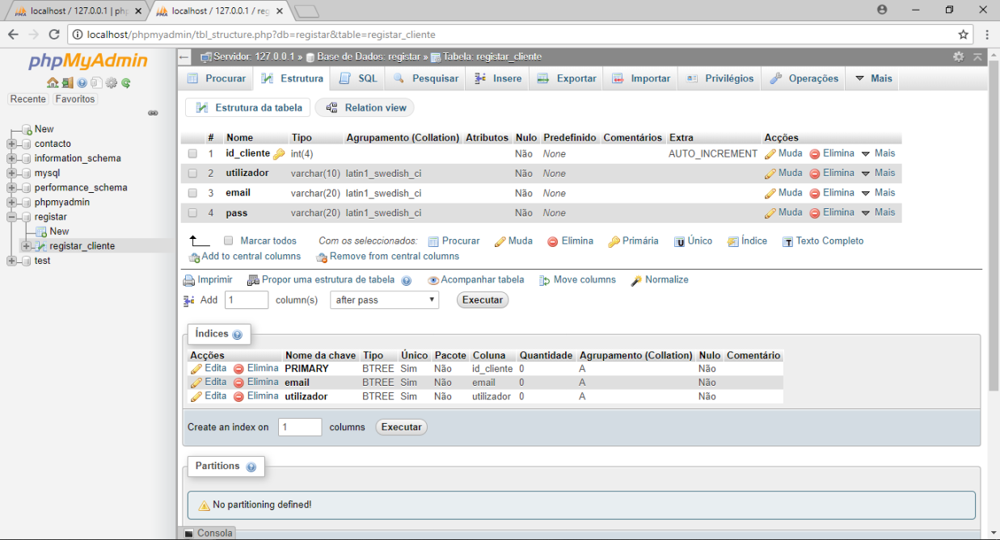 localhost / 127.0.0.1 | php
localhost / 127.0.0.1 / reg
localhost/phpmyadmin/tbl_structure.php?db=registar&table=registar_cliente
phpMyAdmin
Recente Favoritos
New
contacto
information_schema
mysql
performance_schema
phpmyadmin
registar
New
registar_cliente
test
Servidor: 127.0.0.1 » Base de Dados: registar » Tabela: registar_cliente
Procurar Estrutura SQL Pesquisar Insere Exportar Importar Privilégios Operações Mais
Estrutura da tabela Relation view
# Nome Tipo Agrupamento (Collation) Atributos Nulo Predefinido Comentários Extra Acções
1 id_cliente int(4) Não None AUTO_INCREMENT Muda Elimina Mais
2 utilizador varchar(10) latin1_swedish_ci Não None Muda Elimina Mais
3 email varchar(20) latin1_swedish_ci Não None Muda Elimina Mais
4 pass varchar(20) latin1_swedish_ci Não None Muda Elimina Mais
Marcar todos Com os seleccionados: Procurar Muda Elimina Primária Único Índice Texto Completo
Add to central columns Remove from central columns
Imprimir Propor uma estrutura de tabela Acompanhar tabela Move columns Normalize
Add 1 column(s) after pass Executar
Índices
Acções Nome da chave Tipo Único Pacote Coluna Quantidade Agrupamento (Collation) Nulo Comentário
Edita Elimina PRIMARY BTREE Sim Não id_cliente 0 A Não
Edita Elimina email BTREE Sim Não email 0 A Não
Edita Elimina utilizador BTREE Sim Não utilizador 0 A Não
Create an index on 1 columns Executar
Partitions
No partitioning defined!
Consola